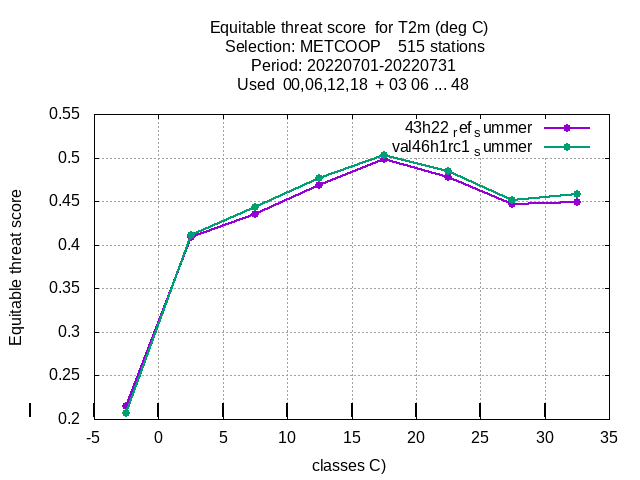 Equitable threat score for T2m (deg C)
Selection: METCOOP 515 stations
Period: 20220701-20220731
Used 00,06,12,18 + 03 06 ... 48
43h22 ref summer
val46h1rc1 summer
Equitable threat score
0.55
0.5
0.45
0.4
0.35
0.3
0.25
0.2
-5 0 5 10 15 20 25 30 35
classes C)